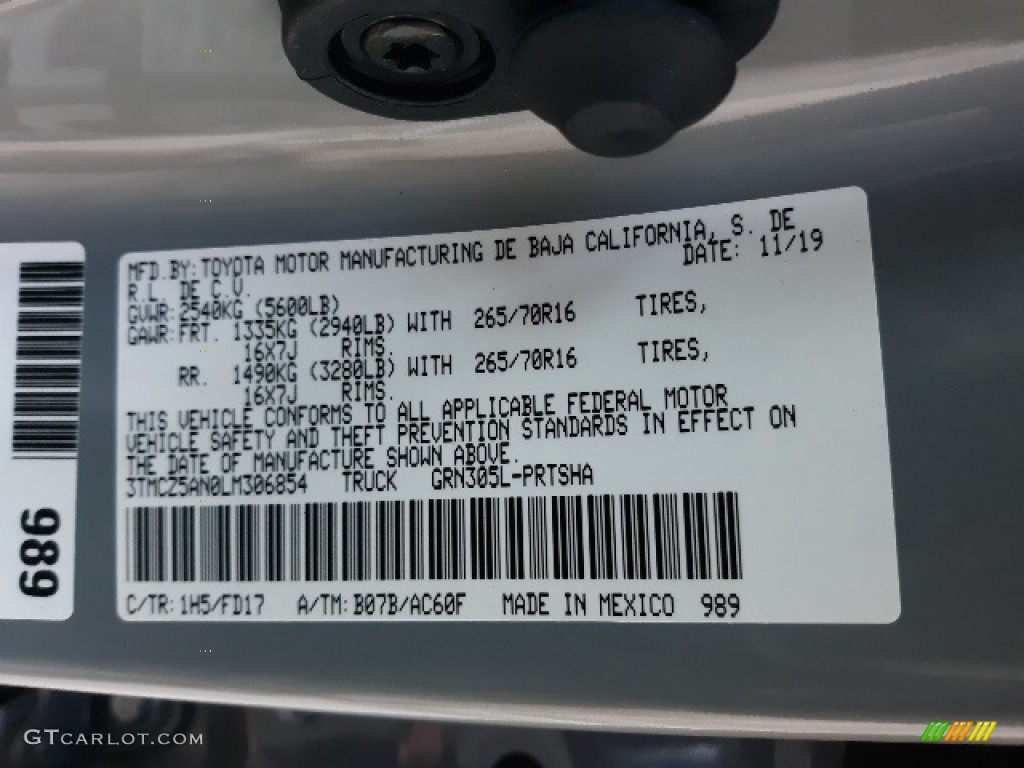 MFD.BY:TOYOTA MOTOR MANUFACTURING DE BAJA CALIFORNIA, S. DE
R.L. DE C.V. DATE: 11/19
GVWR:2540KG (5600LB)
GAWR:FRT. 1335KG (2940LB) WITH 265/70R16 TIRES,
16X7J RIMS.
RR. 1490KG (3280LB) WITH 265/70R16 TIRES,
16X7J RIMS.
THIS VEHICLE CONFORMS TO ALL APPLICABLE FEDERAL MOTOR
VEHICLE SAFETY AND THEFT PREVENTION STANDARDS IN EFFECT ON
THE DATE OF MANUFACTURE SHOWN ABOVE.
3TMCZ5AN0LM306854 TRUCK GRN305L-PRTSHA
C/TR:1H5/FD17 A/TM:B07B/AC60F MADE IN MEXICO 989
989
GTCARLOT.COM